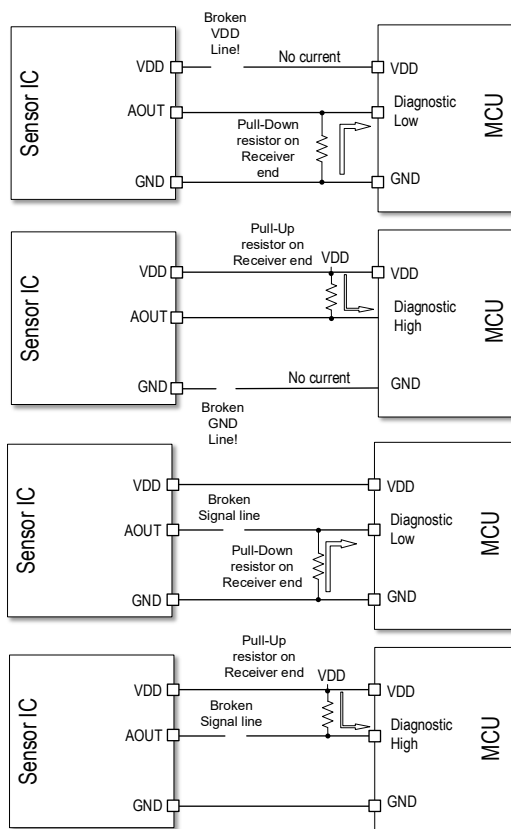 Broken
VDD
Line!
No current
VDD
VDD
AOUT
Diagnostic
Low
Pull-Down
resistor on
Receiver
end
GND
GND
Sensor IC
MCU
Pull-Up
resistor on
Receiver end
VDD
VDD
VDD
AOUT
Diagnostic
High
GND
No current
GND
Broken
GND
Line!
Sensor IC
MCU
VDD
VDD
Broken
Signal line
AOUT
Diagnostic
Low
Pull-Down
resistor on
Receiver end
GND
GND
Sensor IC
MCU
Pull-Up
resistor on
Receiver end
VDD
VDD
VDD
Broken
Signal line
AOUT
Diagnostic
High
GND
GND
Sensor IC
MCU